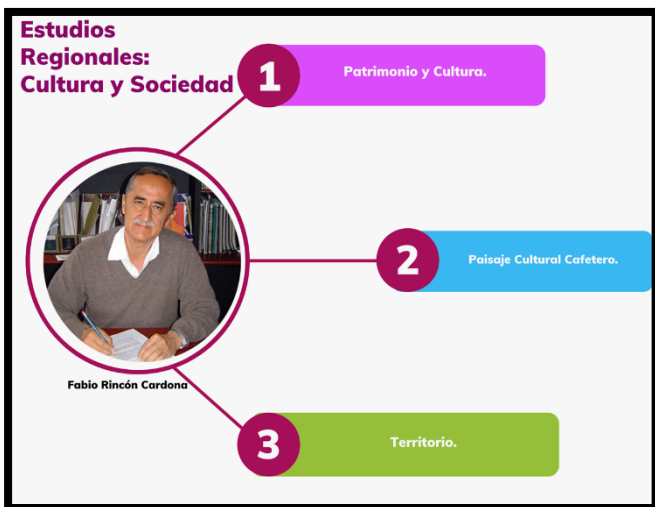 Estudios
Regionales:
Cultura y Sociedad
1
Patrimonio y Cultura.
2
Paisaje Cultural Cafetero.
Fabio Rincón Cardona
3
Territorio.